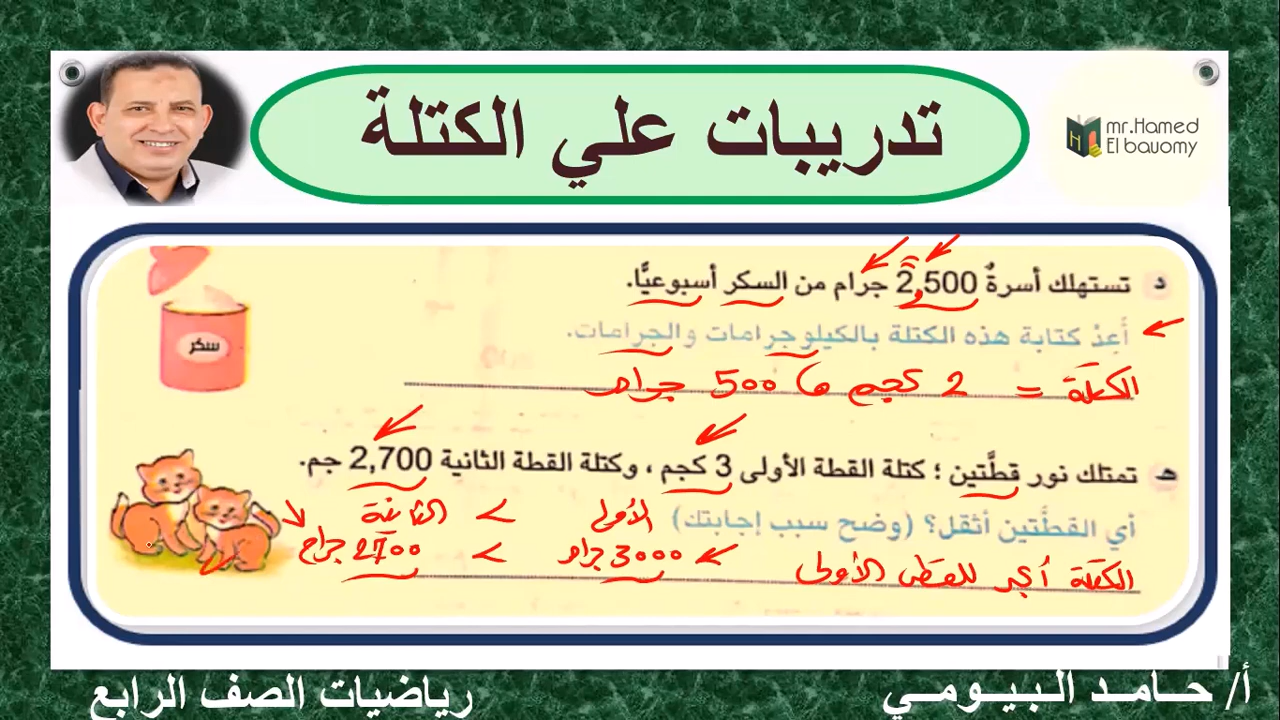 تدريبات علي الكتلة
mr.Hamed
El bauomy
د تستهلك أسرةٌ 2,500 جرام من السكر أسبوعيًّا.
أَعِدْ كتابة هذه الكتلة بالكيلوجرامات والجرامات.
الكتلة = 2 كجم و 500 جرام
سكر
هـ تمتلك نور قطَّتين ؛ كتلة القطة الأولى 3 كجم ، وكتلة القطة الثانية 2,700 جم.
أي القطَّتين أثقل؟ (وضح سبب إجابتك) الأولى > الثانية
الكتلة أكبر للقطة الأولى 3000 جرام > 2700 جرام
أ/ حـامـد الـبـيـومـي
رياضيات الصف الرابع